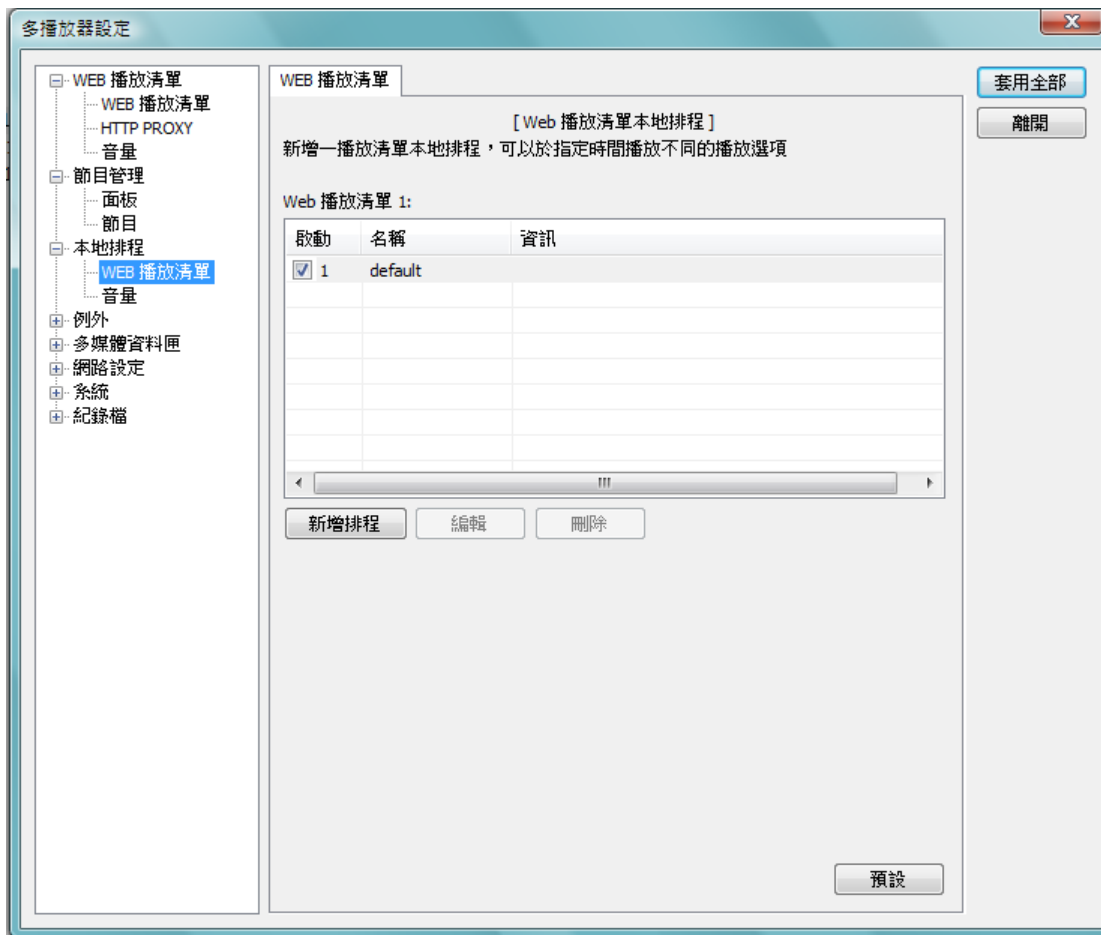 多播放器設定
WEB 播放清單
WEB 播放清單
HTTP PROXY
音量
節目管理
面板
節目
本地排程
WEB 播放清單
音量
例外
多媒體資料匣
網路設定
系統
紀錄檔
WEB 播放清單
[ Web 播放清單本地排程 ]
新增一播放清單本地排程，可以於指定時間播放不同的播放選項
Web 播放清單 1:
啟動 名稱 資訊
1 default
新增排程 編輯 刪除
預設
套用全部
離開